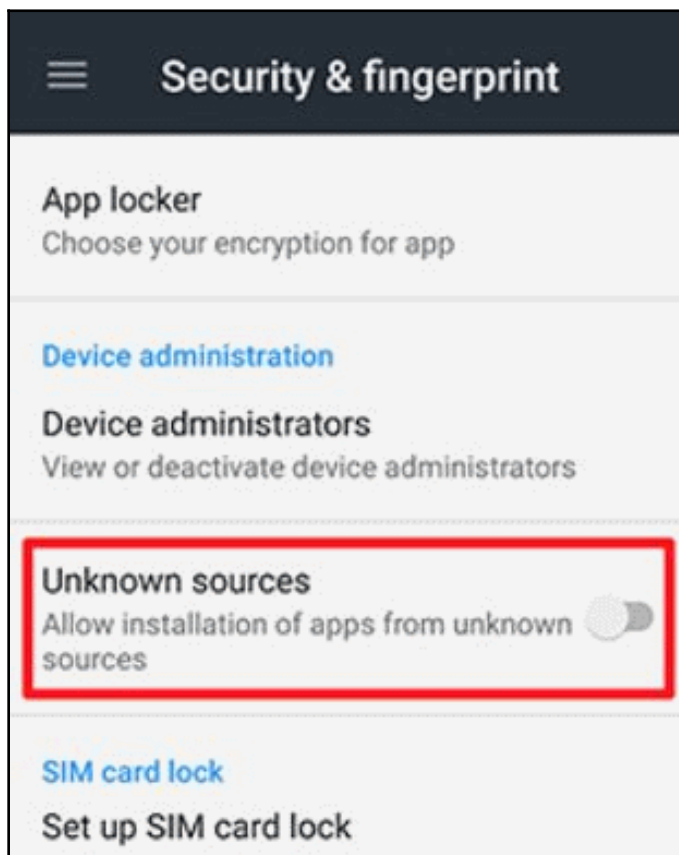 Security & fingerprint
App locker
Choose your encryption for app
Device administration
Device administrators
View or deactivate device administrators
Unknown sources
Allow installation of apps from unknown
sources
SIM card lock
Set up SIM card lock